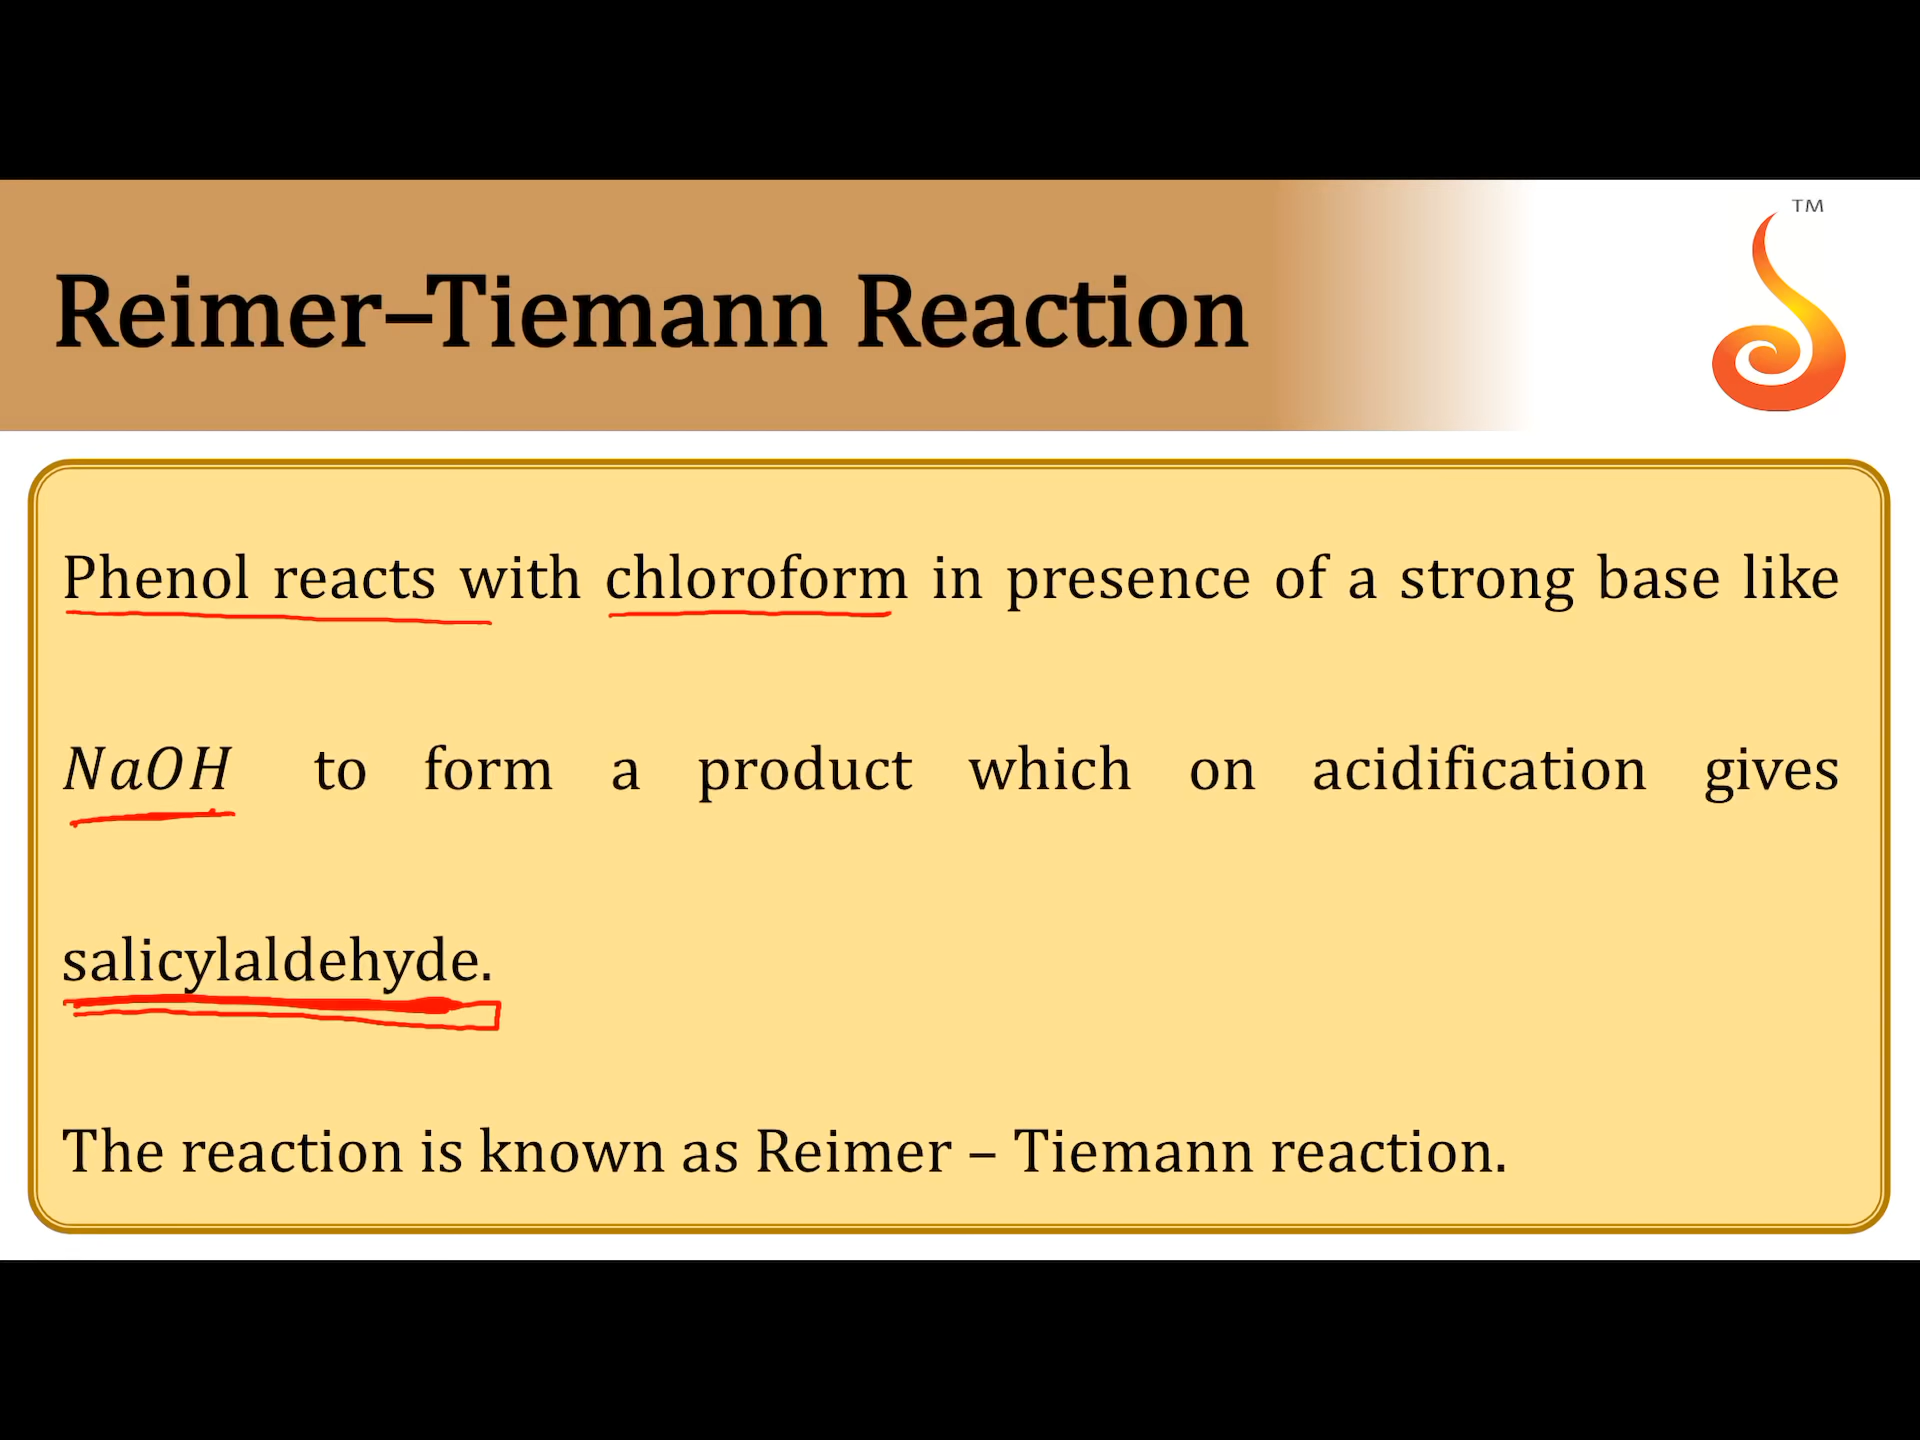 TM
Reimer–Tiemann Reaction
Phenol reacts with chloroform in presence of a strong base like
NaOH to form a product which on acidification gives
salicylaldehyde.
The reaction is known as Reimer – Tiemann reaction.